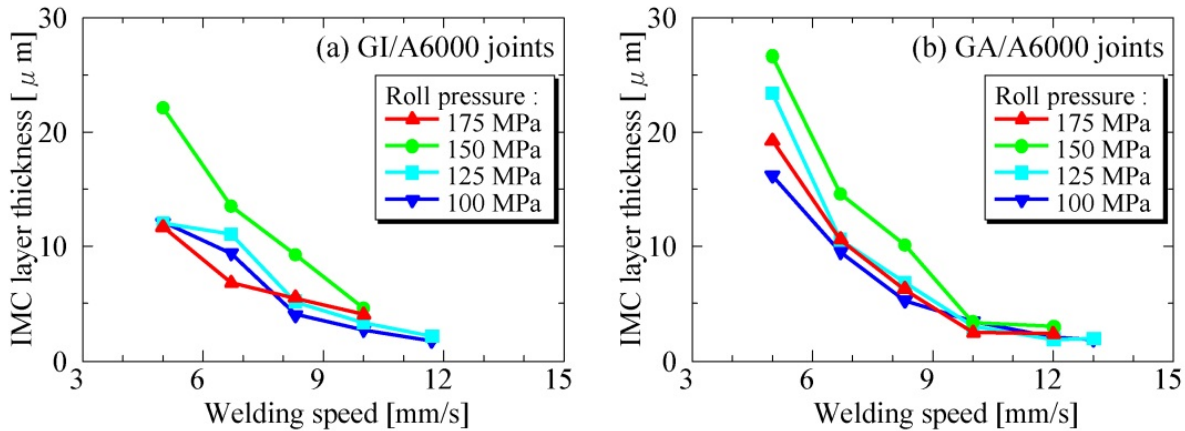 30
20
10
0
3
6
9
12
15
IMC layer thickness [ μ m]
Welding speed [mm/s]
(a) GI/A6000 joints
Roll pressure :
175 MPa
150 MPa
125 MPa
100 MPa
30
20
10
0
3
6
9
12
15
IMC layer thickness [ μ m]
Welding speed [mm/s]
(b) GA/A6000 joints
Roll pressure :
175 MPa
150 MPa
125 MPa
100 MPa